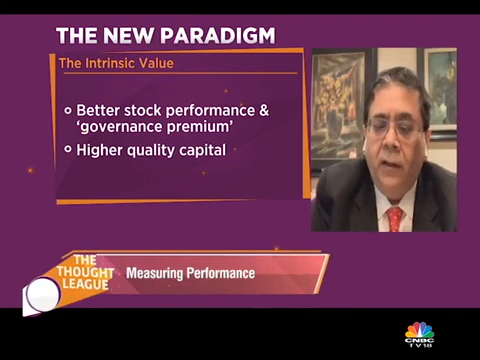 THE NEW PARADIGM
The Intrinsic Value
Better stock performance &
‘governance premium’
Higher quality capital
THE
THOUGHT
LEAGUE
Measuring Performance
CNBC
TV18